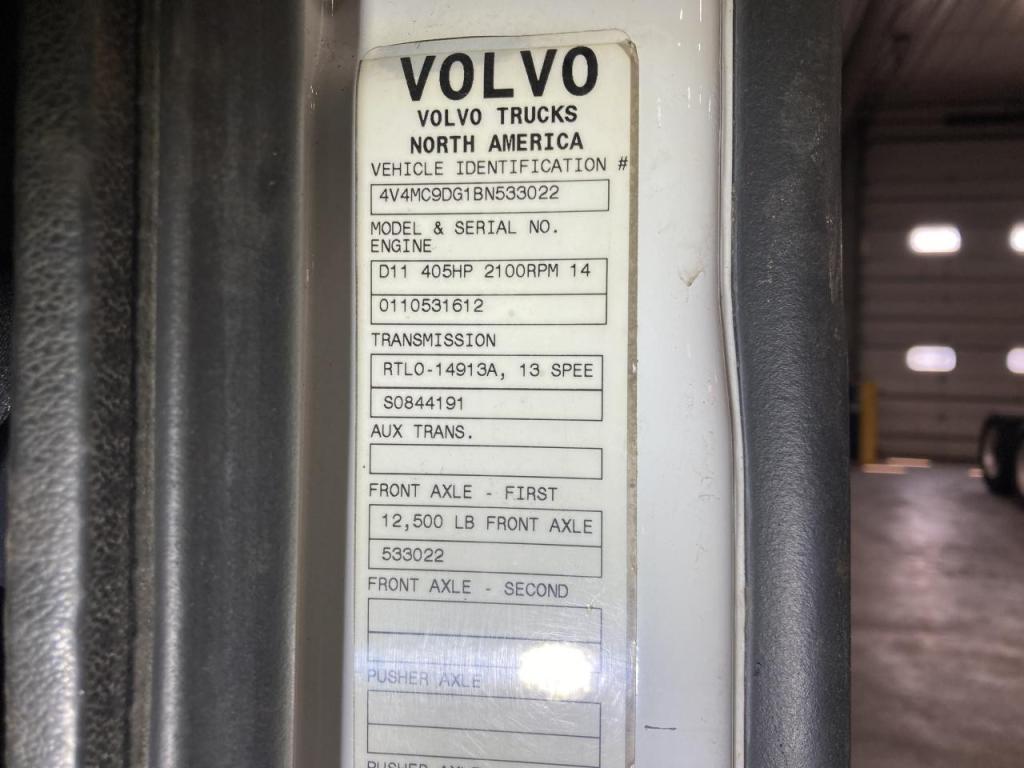 VOLVO
VOLVO TRUCKS
NORTH AMERICA
VEHICLE IDENTIFICATION #
4V4MC9DG1BN533022
MODEL & SERIAL NO.
ENGINE
D11 405HP 2100RPM 14
0110531612
TRANSMISSION
RTLO-14913A, 13 SPEE
S0844191
AUX TRANS.
FRONT AXLE - FIRST
12,500 LB FRONT AXLE
533022
FRONT AXLE - SECOND
PUSHER AXLE
PUSHER AXLE